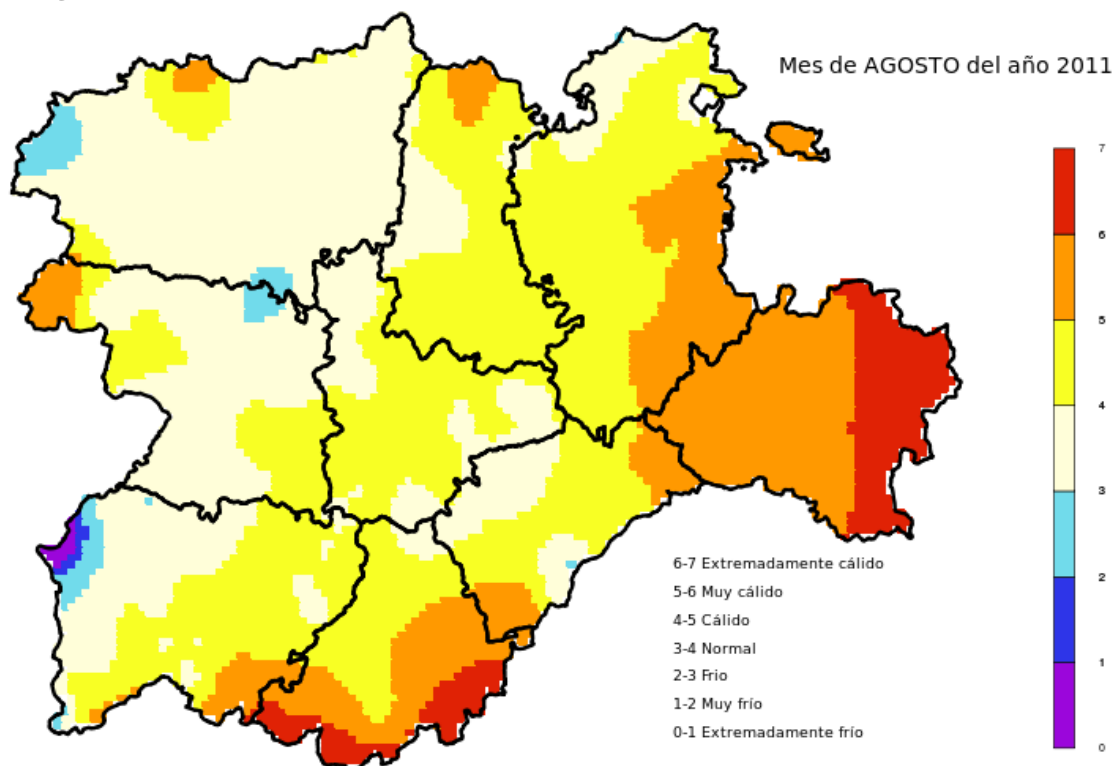 Mes de AGOSTO del año 2011
7
6
5
4
3
2
1
0
6-7 Extremadamente cálido
5-6 Muy cálido
4-5 Cálido
3-4 Normal
2-3 Frio
1-2 Muy frío
0-1 Extremadamente frío